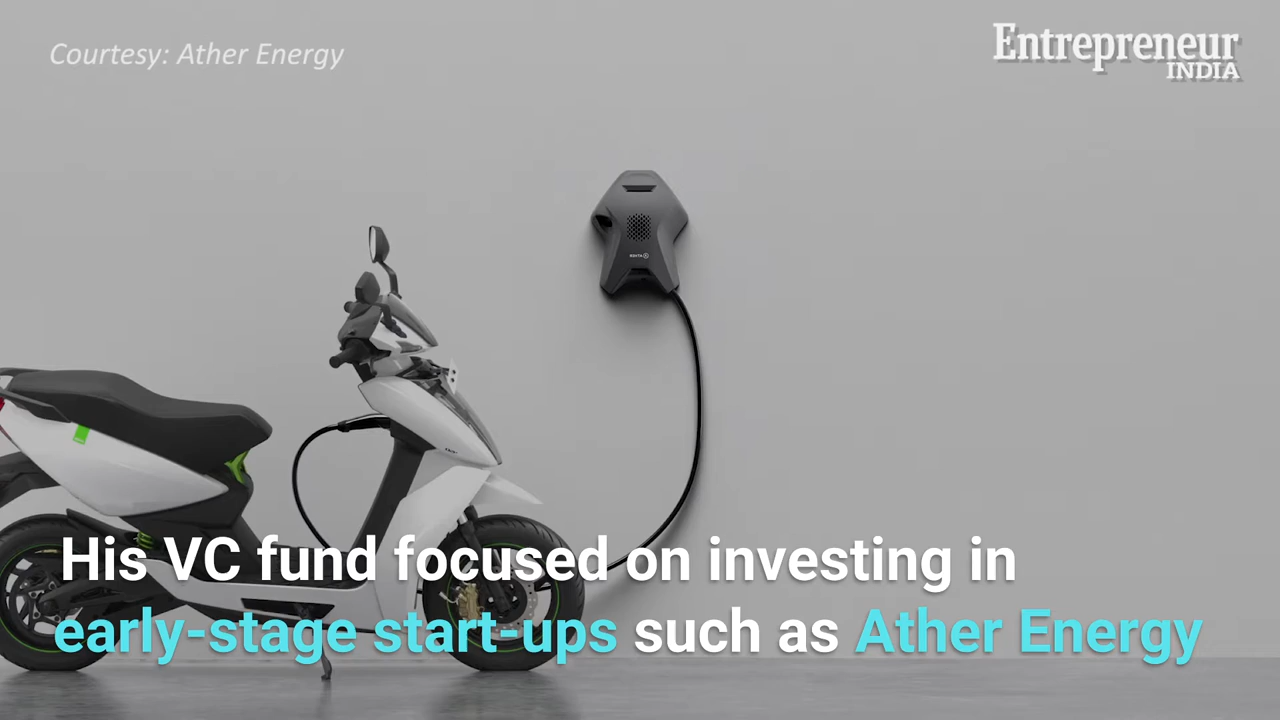 Courtesy: Ather Energy
Entrepreneur
INDIA
His VC fund focused on investing in
early-stage start-ups such as Ather Energy